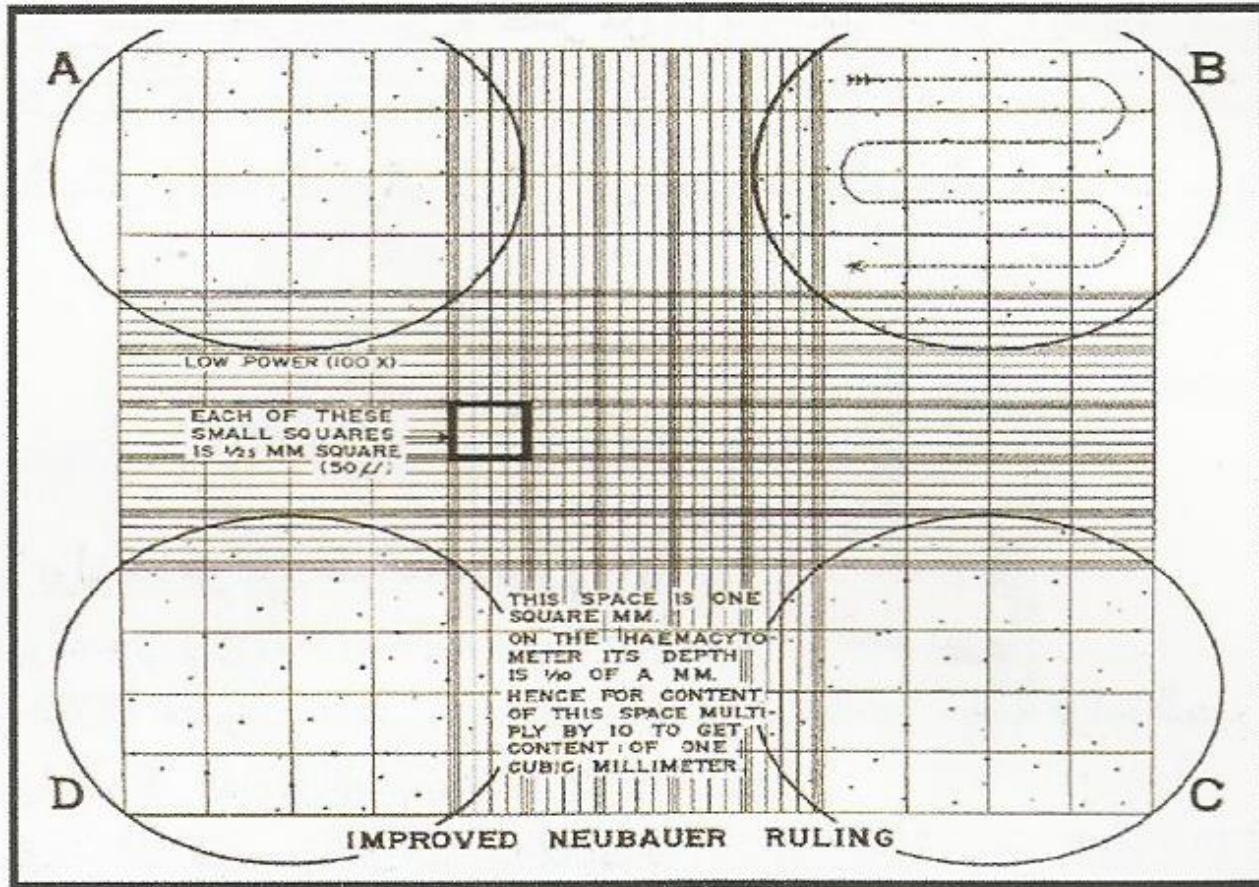 A
B
LOW POWER (100 X)
EACH OF THESE
SMALL SQUARES
IS 1/25 MM SQUARE
(50µ)
THIS SPACE IS ONE
SQUARE MM.
ON THE HAEMACYTO-
METER ITS DEPTH
IS 1/10 OF A MM.
HENCE FOR CONTENT
OF THIS SPACE MULTI-
PLY BY 10 TO GET
CONTENT OF ONE
CUBIC MILLIMETER.
D
C
IMPROVED NEUBAUER RULING